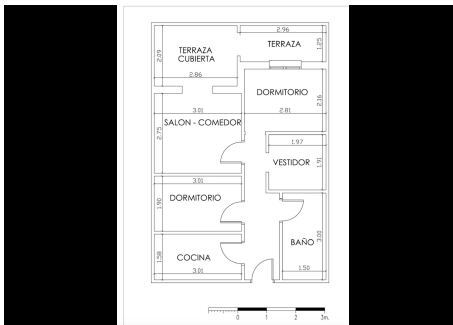 2.96
TERRAZA
1.25
TERRAZA
CUBIERTA
2.09
2.86
DORMITORIO
2.16
3.01
2.81
SALON - COMEDOR
2.75
1.97
VESTIDOR
1.91
3.01
DORMITORIO
1.90
BAÑO
3.00
1.58
COCINA
3.01
1.50
0
1
2
3m.